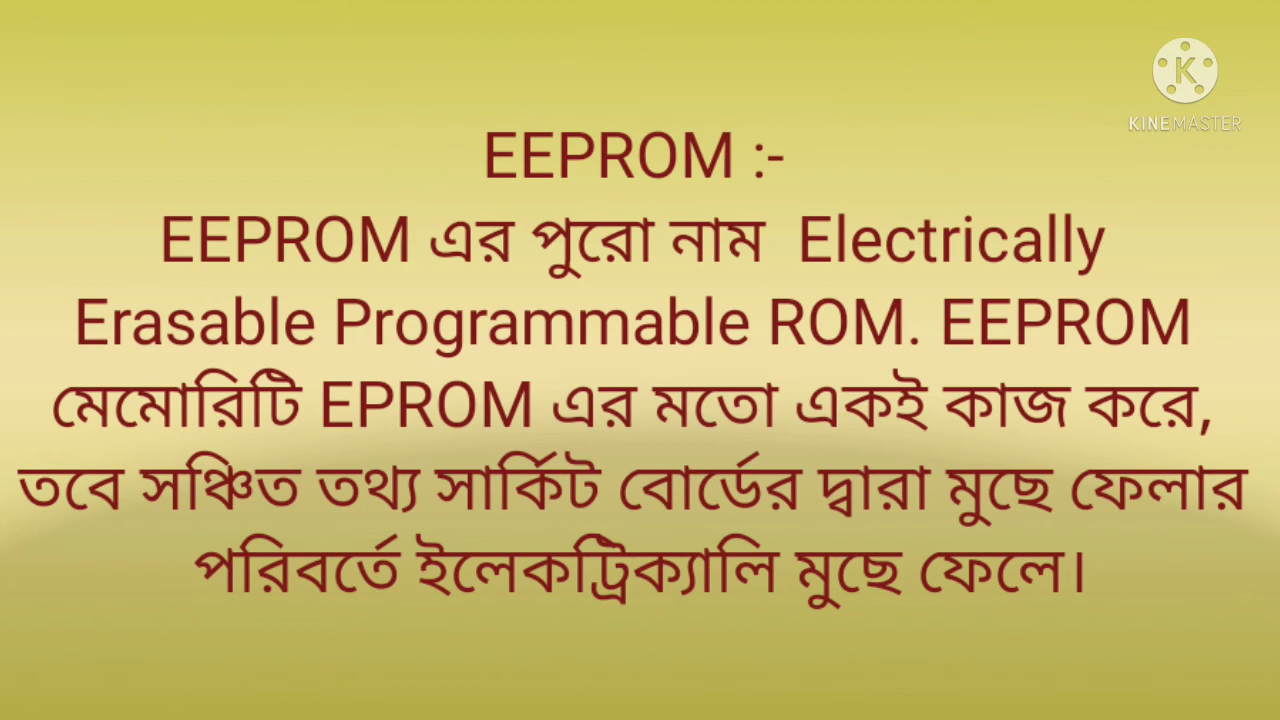 K
KINEMASTER
EEPROM :-
EEPROM এর পুরো নাম Electrically
Erasable Programmable ROM. EEPROM
মেমোরিটি EPROM এর মতো একই কাজ করে,
তবে সঞ্চিত তথ্য সার্কিট বোর্ডের দ্বারা মুছে ফেলার
পরিবর্তে ইলেকট্রিক্যালি মুছে ফেলে।